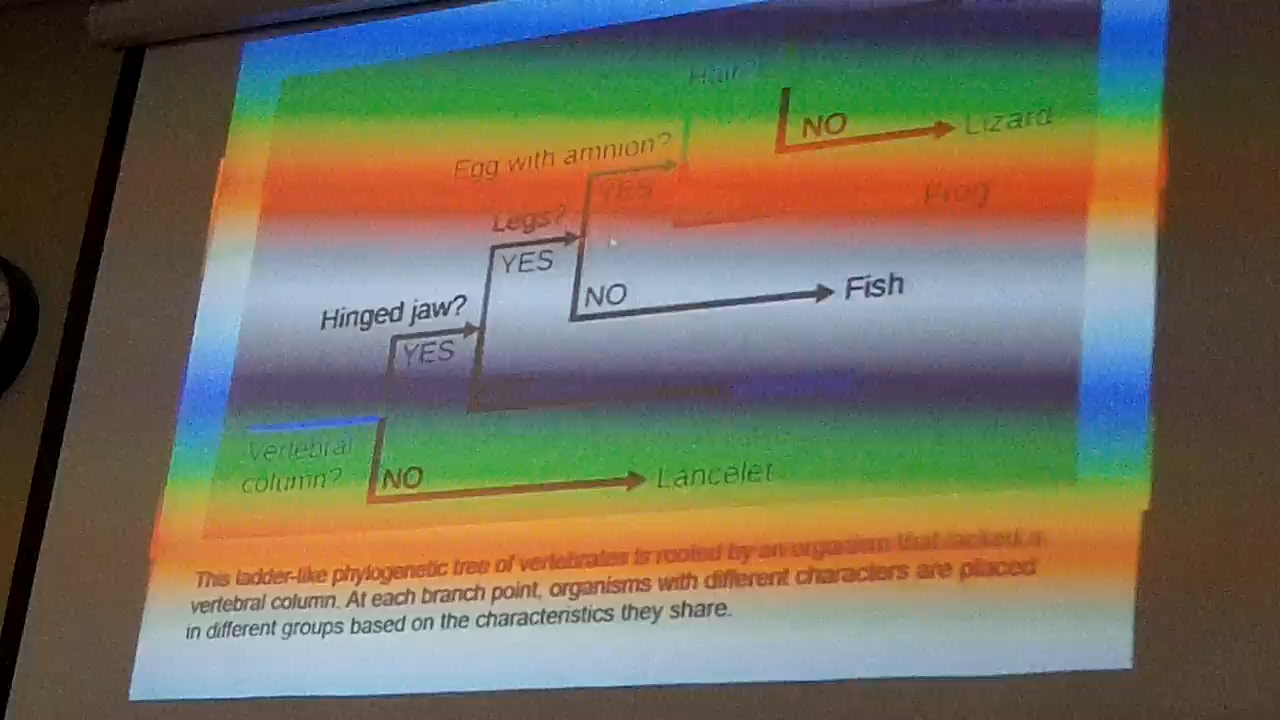 Hair?
NO
Lizard
Egg with amnion?
YES
Frog
Legs?
YES
NO
Fish
Hinged jaw?
YES
Vertebral
column?
NO
Lancelet
This ladder-like phylogenetic tree of vertebrates is rooted by an organism that lacked a
vertebral column. At each branch point, organisms with different characters are placed
in different groups based on the characteristics they share.